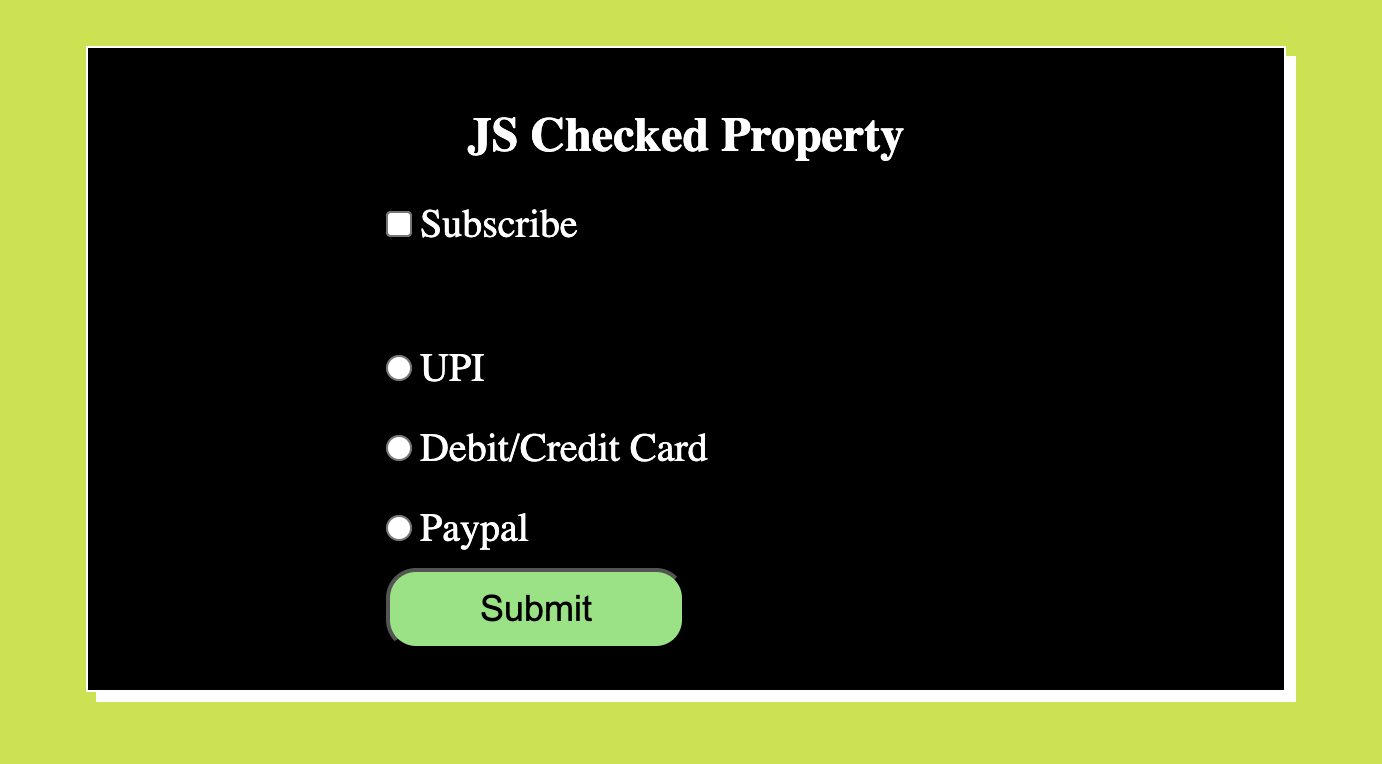 JS Checked Property
Subscribe
UPI
Debit/Credit Card
Paypal
Submit